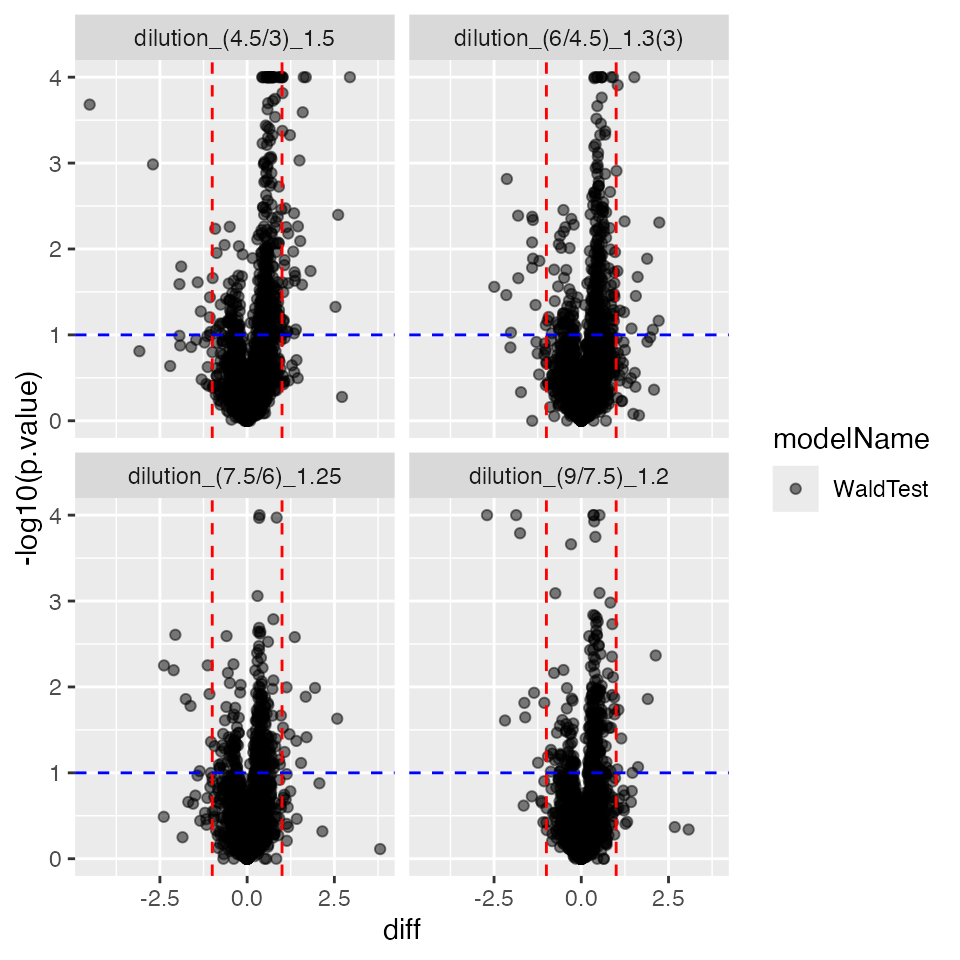 dilution_(4.5/3)_1.5
dilution_(6/4.5)_1.3(3)
4
3
2
1
0
dilution_(7.5/6)_1.25
dilution_(9/7.5)_1.2
4
3
2
1
0
-2.5
0.0
2.5
-2.5
0.0
2.5
diff
-log10(p.value)
modelName
WaldTest